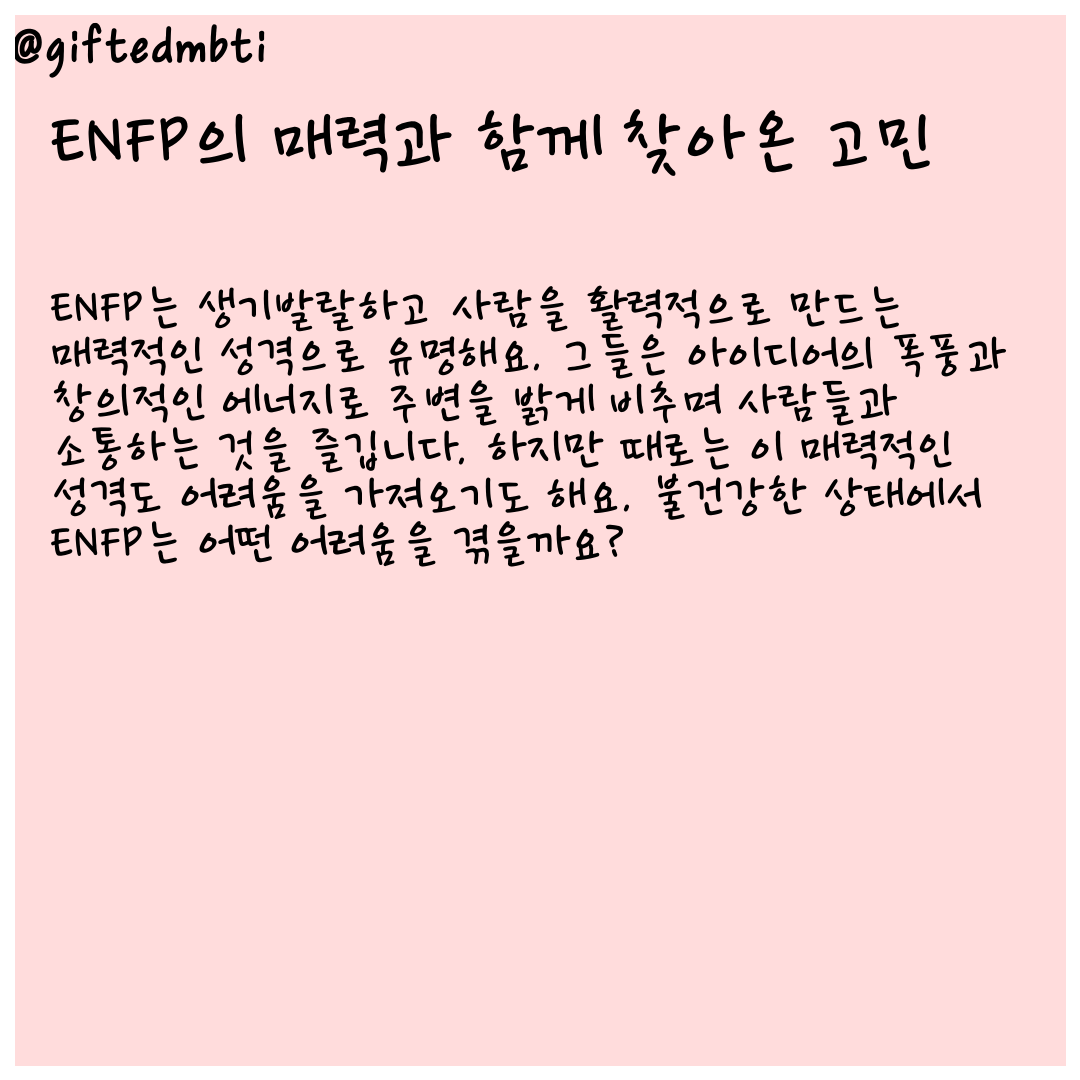 @giftedmbti
ENFP의 매력과 함께 찾아온 고민
ENFP는 생기발랄하고 사람을 활력적으로 만드는
매력적인 성격으로 유명해요. 그들은 아이디어의 폭풍과
창의적인 에너지로 주변을 밝게 비추며 사람들과
소통하는 것을 즐깁니다. 하지만 때로는 이 매력적인
성격도 어려움을 가져오기도 해요. 불건강한 상태에서
ENFP는 어떤 어려움을 겪을까요?